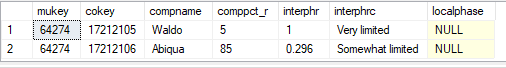 mukey cokey compname comppct_r interphr interphrc localphase
1 64274 17212105 Waldo 5 1 Very limited NULL
2 64274 17212106 Abiqua 85 0.296 Somewhat limited NULL